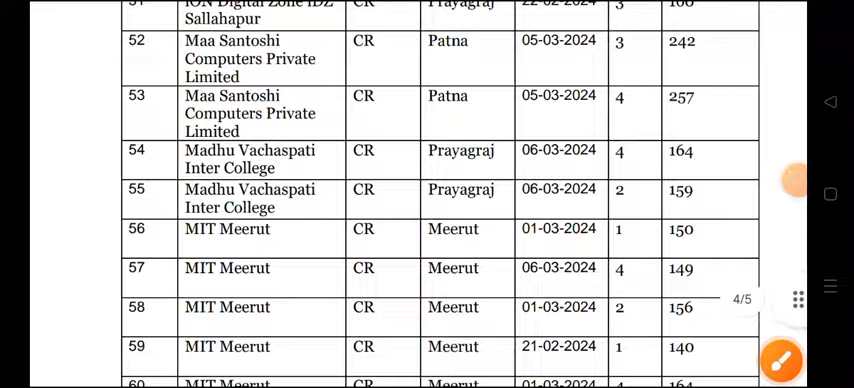 51 ION Digital Zone iDZ CR Prayagraj 22-02-2024 3 160
Sallahapur
52 Maa Santoshi CR Patna 05-03-2024 3 242
Computers Private
Limited
53 Maa Santoshi CR Patna 05-03-2024 4 257
Computers Private
Limited
54 Madhu Vachaspati CR Prayagraj 06-03-2024 4 164
Inter College
55 Madhu Vachaspati CR Prayagraj 06-03-2024 2 159
Inter College
56 MIT Meerut CR Meerut 01-03-2024 1 150
57 MIT Meerut CR Meerut 06-03-2024 4 149
58 MIT Meerut CR Meerut 01-03-2024 2 156
4/5
59 MIT Meerut CR Meerut 21-02-2024 1 140
60 MIT Meerut CR Meerut 01-03-2024 4 164